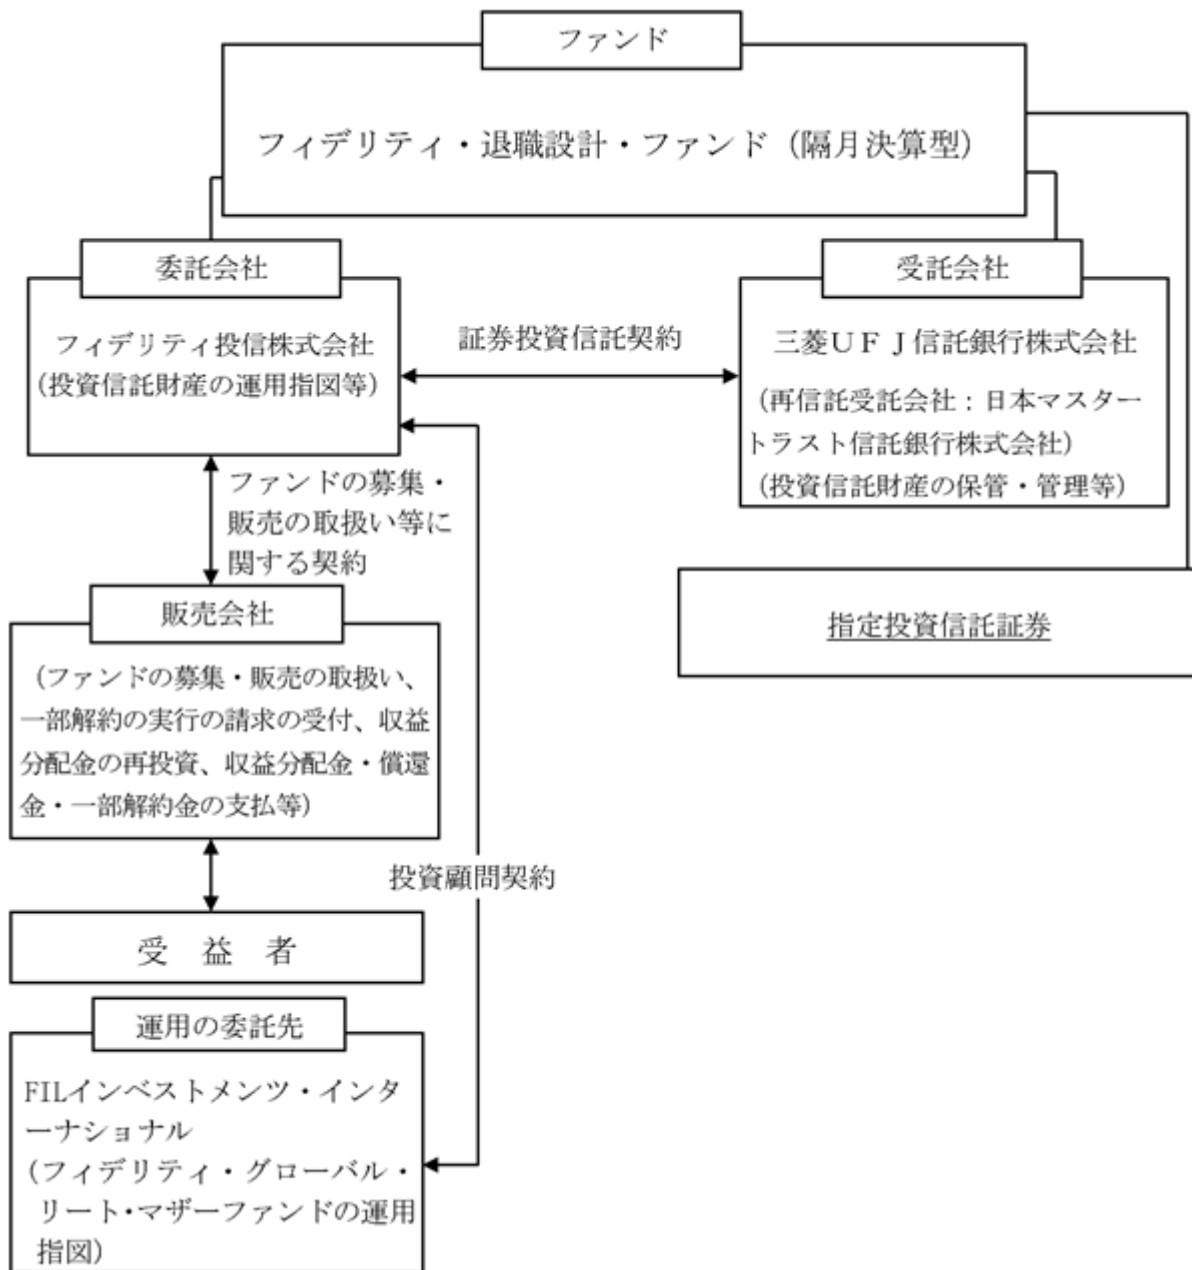 ファンド
フィデリティ・退職設計・ファンド（隔月決算型）
委託会社
フィデリティ投信株式会社
（投資信託財産の運用指図等）
証券投資信託契約
受託会社
三菱ＵＦＪ信託銀行株式会社
（再信託受託会社：日本マスター
トラスト信託銀行株式会社）
（投資信託財産の保管・管理等）
ファンドの募集・
販売の取扱い等に
関する契約
指定投資信託証券
販売会社
（ファンドの募集・販売の取扱い、
一部解約の実行の請求の受付、収益
分配金の再投資、収益分配金・償還
金・一部解約金の支払等）
投資顧問契約
受　益　者
運用の委託先
FILインベストメンツ・インタ
ーナショナル
（フィデリティ・グローバル・
リート・マザーファンドの運用
指図）